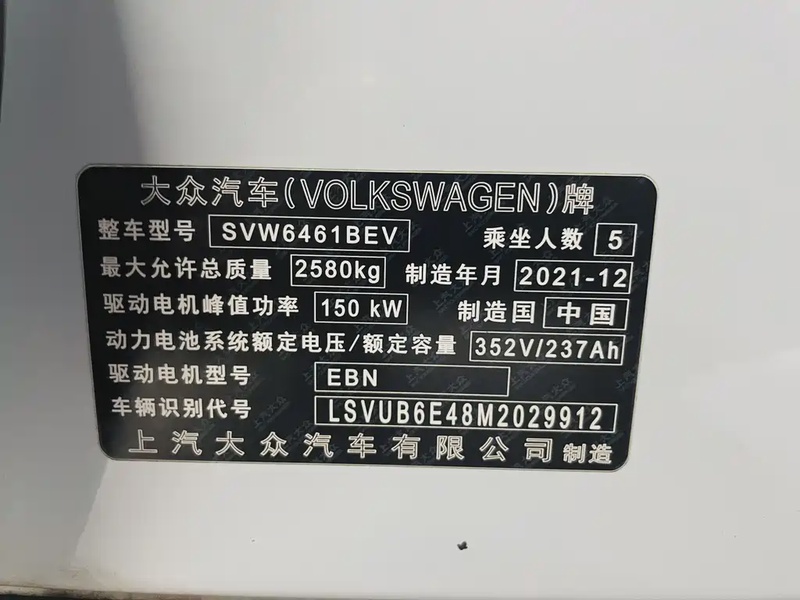 大众汽车(VOLKSWAGEN)牌
整车型号 SVW6461BEV 乘坐人数 5
最大允许总质量 2580kg 制造年月 2021-12
驱动电机峰值功率 150 kW 制造国 中国
动力电池系统额定电压/额定容量 352V/237Ah
驱动电机型号 EBN
车辆识别代号 LSVUB6E48M2029912
上汽大众汽车有限公司 制造